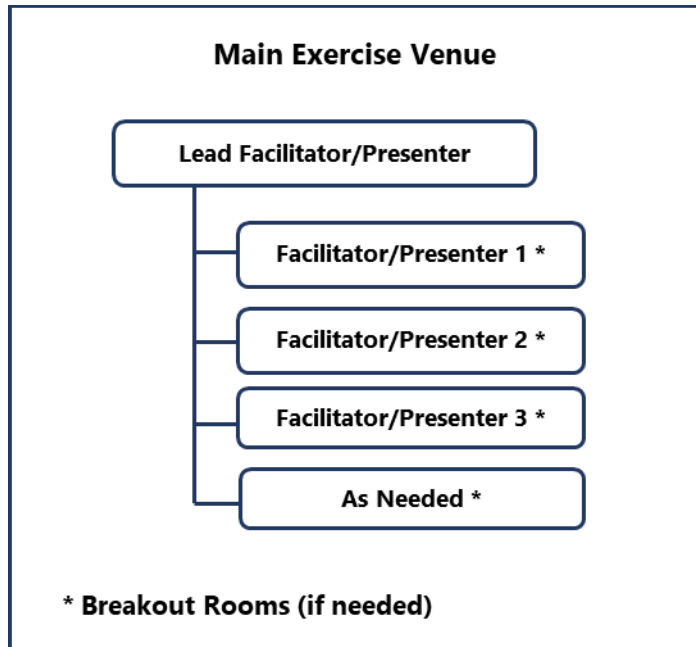 Main Exercise Venue
Lead Facilitator/Presenter
Facilitator/Presenter 1 *
Facilitator/Presenter 2 *
Facilitator/Presenter 3 *
As Needed *
* Breakout Rooms (if needed)